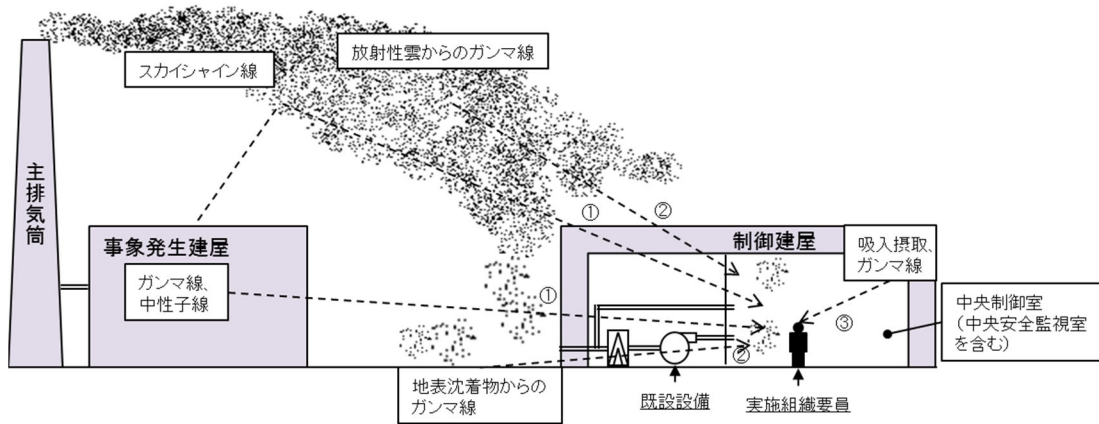 スカイシャイン線
放射性雲からのガンマ線
主排気筒
事象発生建屋
ガンマ線、
中性子線
①
①
②
制御建屋
吸入摂取、
ガンマ線
③
②
中央制御室
（中央安全監視室
を含む）
地表沈着物からの
ガンマ線
既設設備
実施組織要員